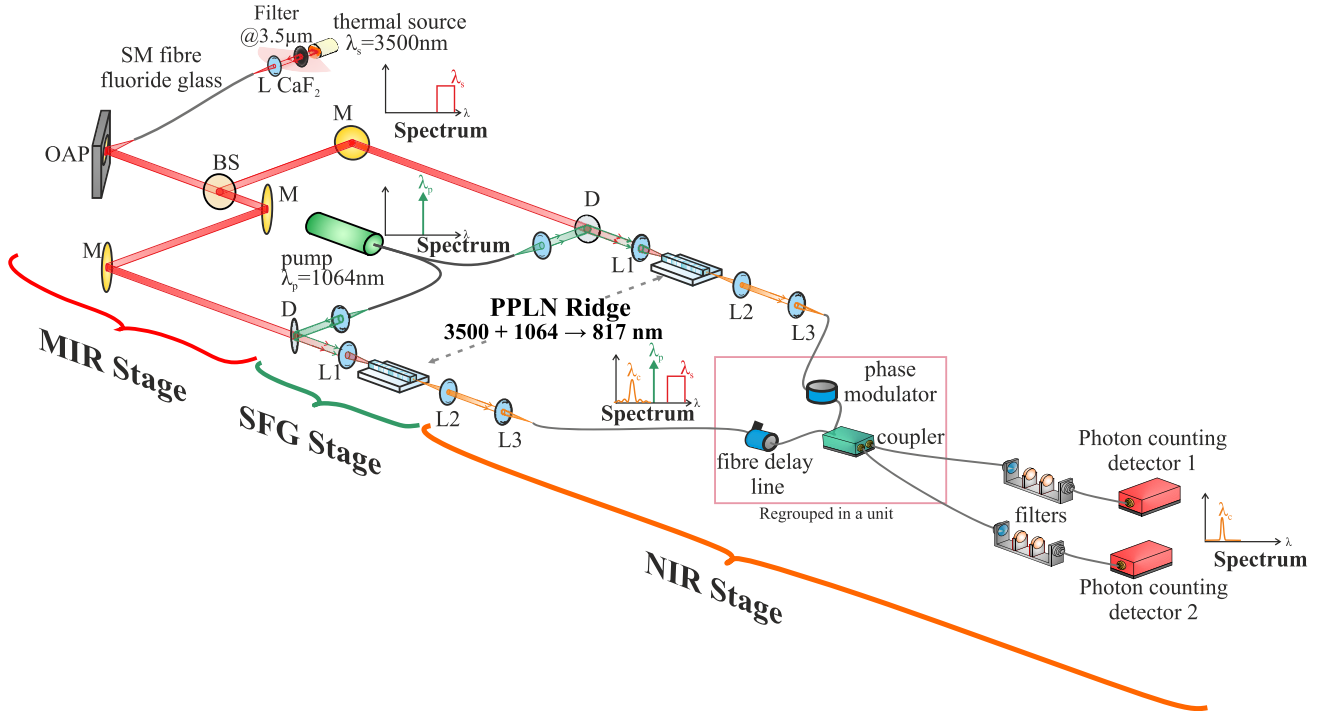 Filter
@3.5µm
thermal source
λs=3500nm
SM fibre
fluoride glass
L CaF₂
λs
λ
Spectrum
M
OAP
BS
M
λp
λ
Spectrum
D
M
pump
λp=1064nm
L1
L2
L3
PPLN Ridge
3500 + 1064 → 817 nm
D
L1
L2
L3
λc
λp
λs
λ
Spectrum
phase
modulator
coupler
fibre delay
line
Regrouped in a unit
MIR Stage
SFG Stage
NIR Stage
filters
Photon counting
detector 1
λc
λ
Spectrum
Photon counting
detector 2